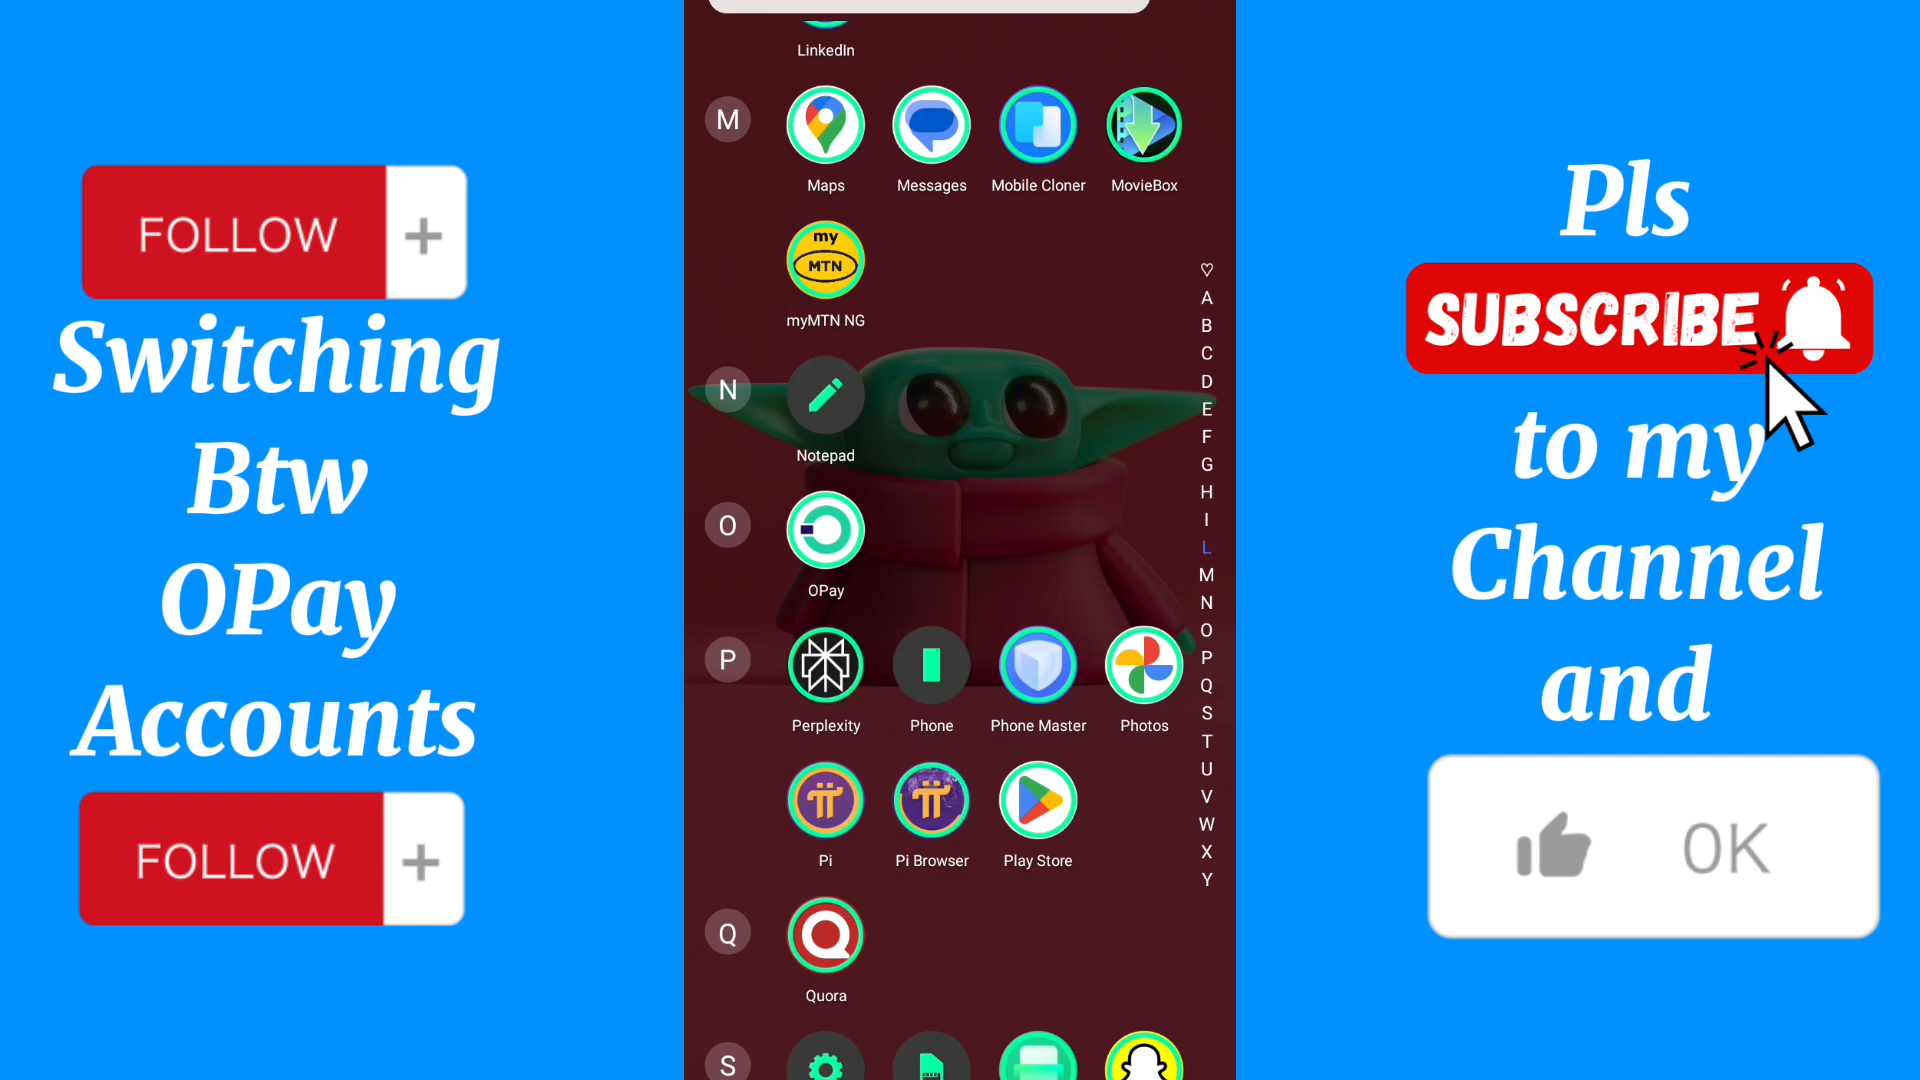 FOLLOW +
Switching
Btw
OPay
Accounts
FOLLOW +
LinkedIn
M
Maps Messages Mobile Cloner MovieBox
my
MTN
myMTN NG
N
Notepad
O
OPay
P
Perplexity Phone Phone Master Photos
Pi Pi Browser Play Store
Q
Quora
S
A
B
C
D
E
F
G
H
I
L
M
N
O
P
Q
S
T
U
V
W
X
Y
Pls
SUBSCRIBE
to my
Channel
and
0K